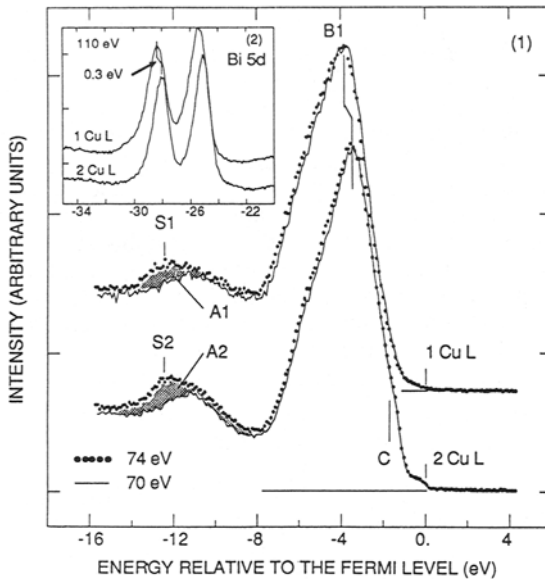 B1
(1)
(2)
110 eV
Bi 5d
0.3 eV
1 Cu L
2 Cu L
-34 -30 -26 -22
S1
A1
S2
A2
1 Cu L
C
2 Cu L
74 eV
70 eV
-16 -12 -8 -4 0. 4
ENERGY RELATIVE TO THE FERMI LEVEL (eV)
INTENSITY (ARBITRARY UNITS)